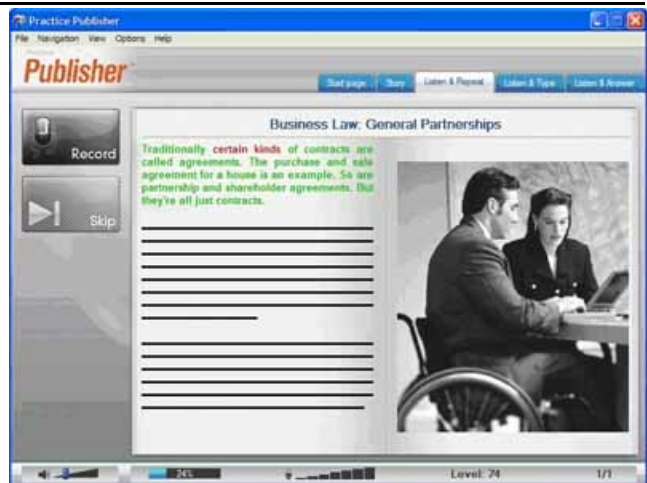 Practice Publisher
File Navigation View Options Help
Publisher
Start page Story Listen & Repeat Listen & Type Listen & Answer
Business Law: General Partnerships
Record
Skip
Traditionally certain kinds of contracts are
called agreements. The purchase and sale
agreement for a house is an example. So are
partnership and shareholder agreements. But
they're all just contracts.
24% Level: 74 1/1